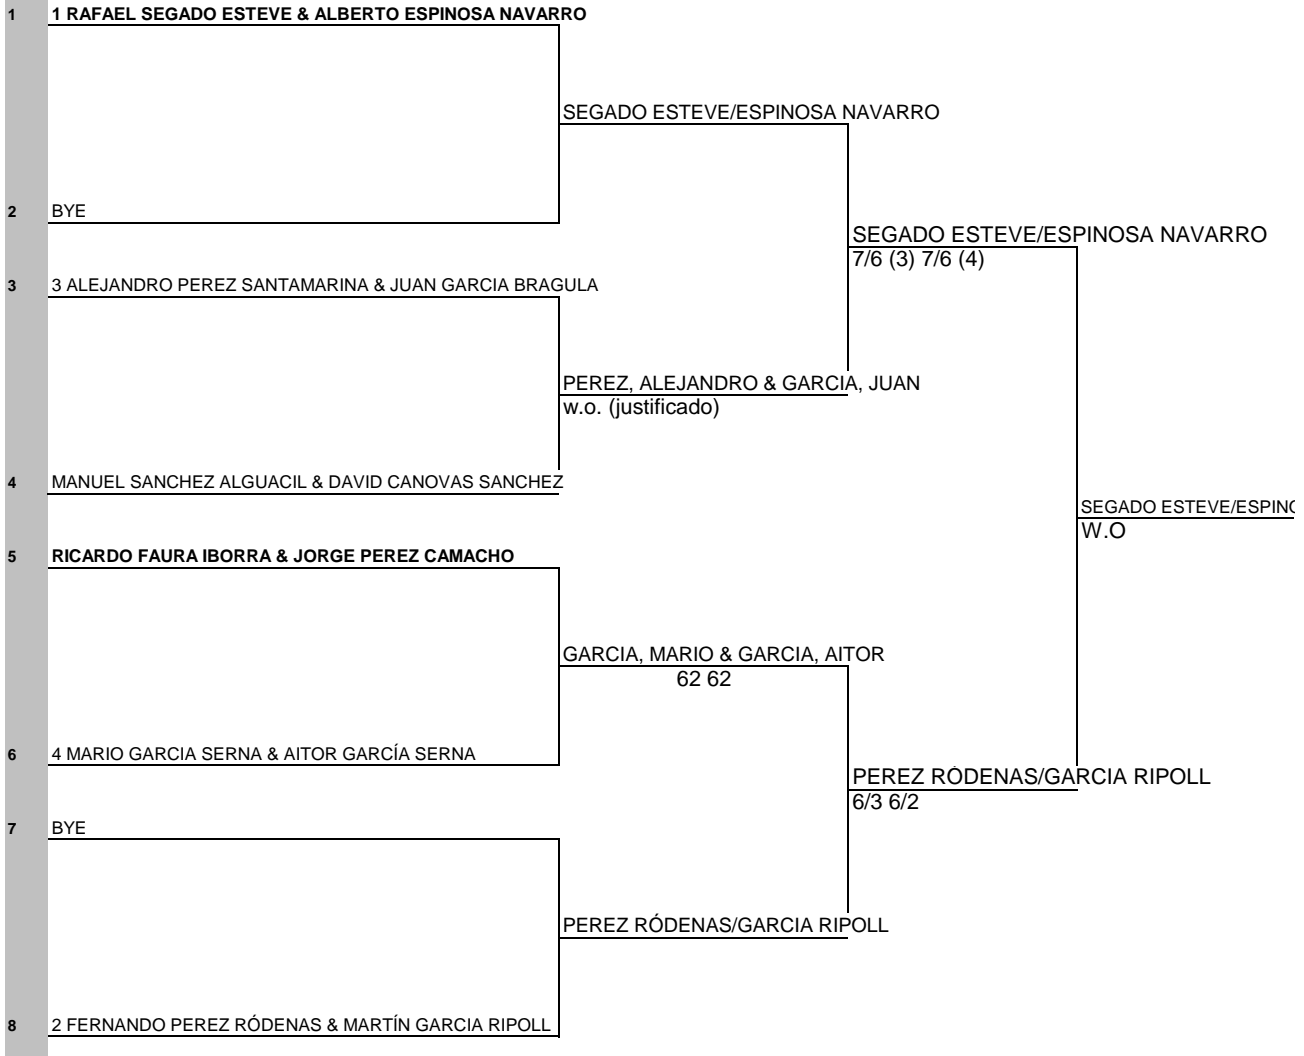 1 1 RAFAEL SEGADO ESTEVE & ALBERTO ESPINOSA NAVARRO
SEGADO ESTEVE/ESPINOSA NAVARRO
2 BYE
SEGADO ESTEVE/ESPINOSA NAVARRO
7/6 (3) 7/6 (4)
3 3 ALEJANDRO PEREZ SANTAMARINA & JUAN GARCIA BRAGULA
PEREZ, ALEJANDRO & GARCIA, JUAN
w.o. (justificado)
4 MANUEL SANCHEZ ALGUACIL & DAVID CANOVAS SANCHEZ
SEGADO ESTEVE/ESPINO
W.O
5 RICARDO FAURA IBORRA & JORGE PEREZ CAMACHO
GARCIA, MARIO & GARCIA, AITOR
62 62
6 4 MARIO GARCIA SERNA & AITOR GARCÍA SERNA
PEREZ RÓDENAS/GARCIA RIPOLL
6/3 6/2
7 BYE
PEREZ RÓDENAS/GARCIA RIPOLL
8 2 FERNANDO PEREZ RÓDENAS & MARTÍN GARCIA RIPOLL